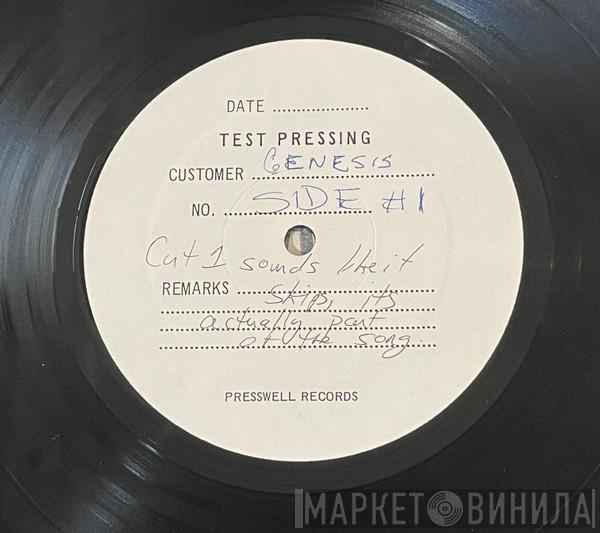 DATE ....................
TEST PRESSING
CUSTOMER GENESIS
NO. SIDE #1
Cut 1 sounds like it
REMARKS skips, its
actually part
of the song.
PRESSWELL RECORDS
МАРКЕТ ВИНИЛА